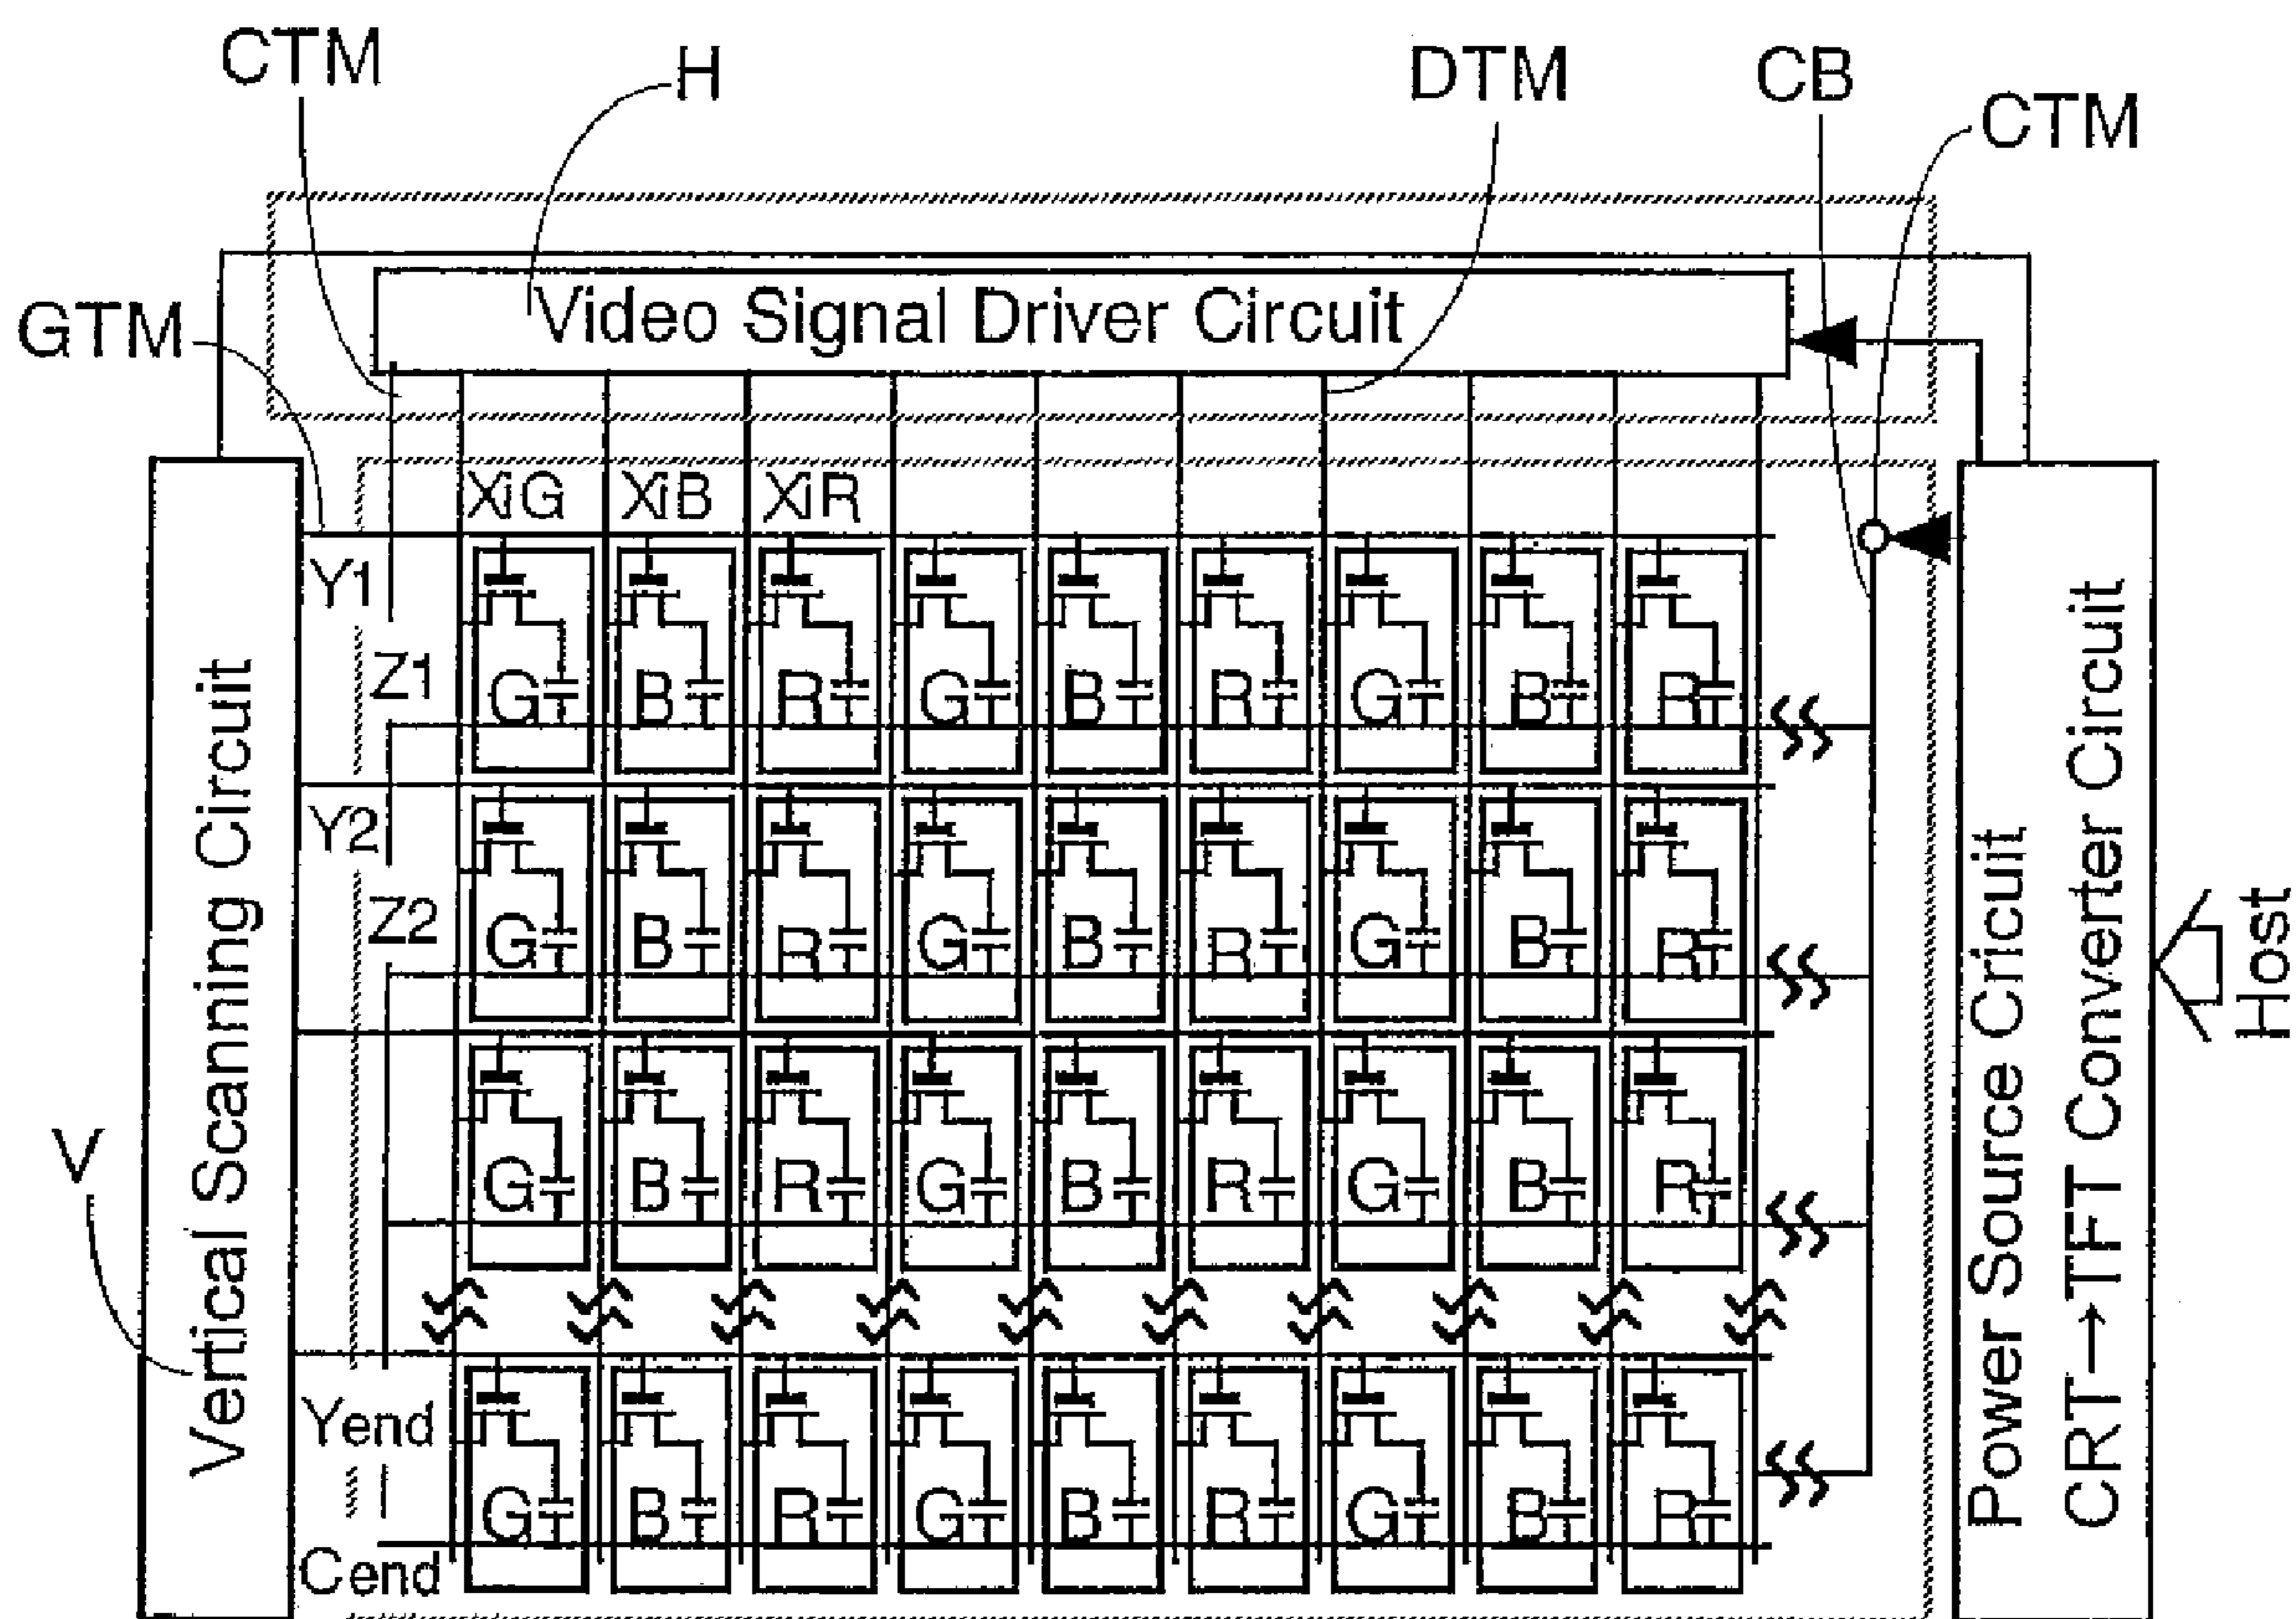 CTM
H
DTM
CB
CTM
GTM
Video Signal Driver Circuit
XiG XiB XiR
Y1
Z1
G B R G B R G B R
Y2
Z2
G B R G B R G B R
G B R G B R G B R
V
Yend
G B R G B R G B R
Cend
Vertical Scanning Circuit
Power Source Cricuit
CRT→TFT Converter Circuit
Host